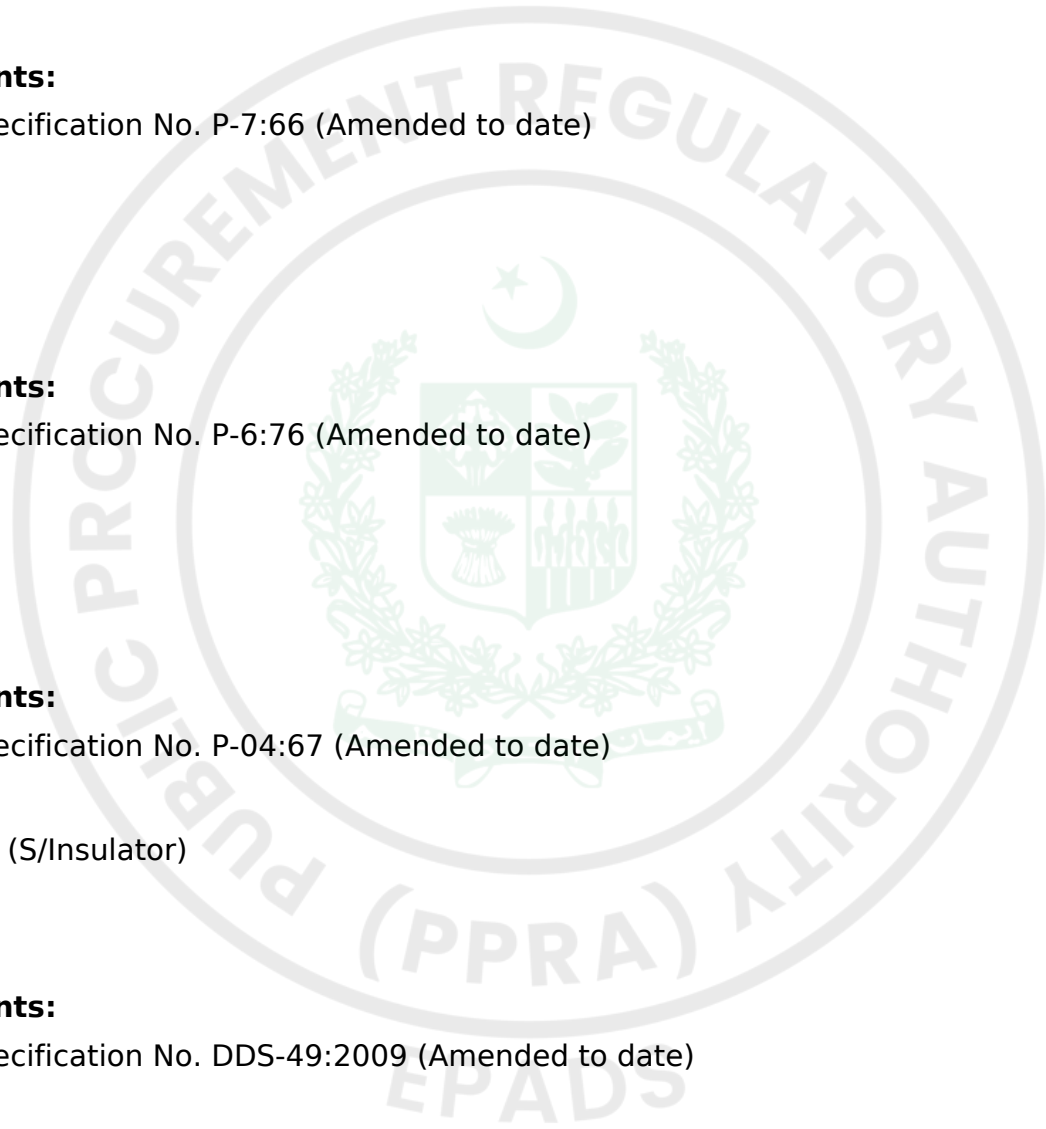 nts:
ecification No. P-7:66 (Amended to date)
nts:
ecification No. P-6:76 (Amended to date)
nts:
ecification No. P-04:67 (Amended to date)
(S/Insulator)
nts:
ecification No. DDS-49:2009 (Amended to date)
PUBLIC PROCUREMENT REGULATORY AUTHORITY
(PPRA)
EPADS